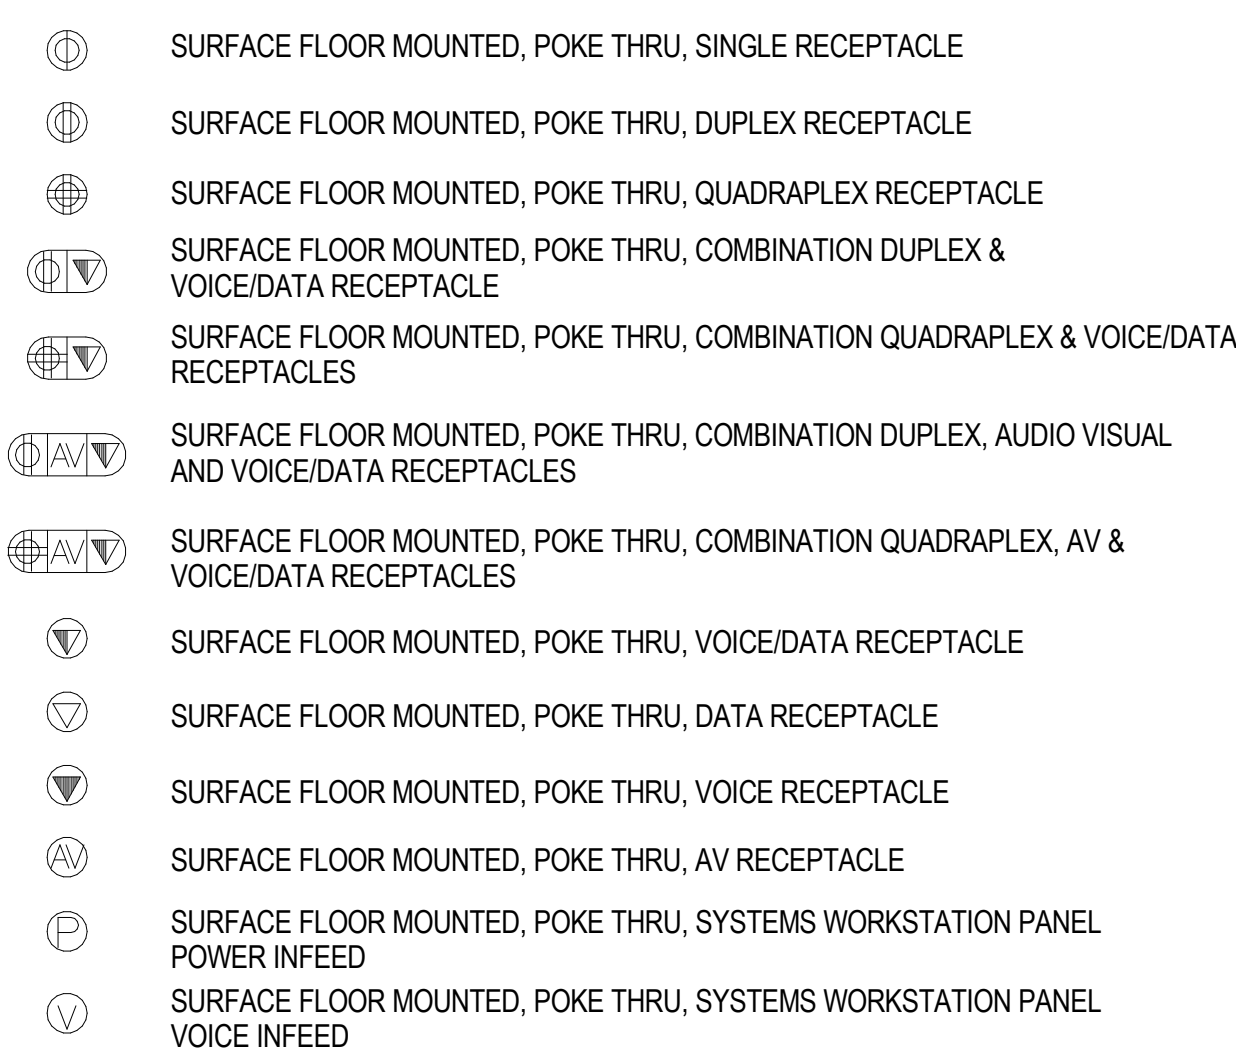 SURFACE FLOOR MOUNTED, POKE THRU, SINGLE RECEPTACLE
SURFACE FLOOR MOUNTED, POKE THRU, DUPLEX RECEPTACLE
SURFACE FLOOR MOUNTED, POKE THRU, QUADRAPLEX RECEPTACLE
SURFACE FLOOR MOUNTED, POKE THRU, COMBINATION DUPLEX &
VOICE/DATA RECEPTACLE
SURFACE FLOOR MOUNTED, POKE THRU, COMBINATION QUADRAPLEX & VOICE/DATA
RECEPTACLES
AV SURFACE FLOOR MOUNTED, POKE THRU, COMBINATION DUPLEX, AUDIO VISUAL
AND VOICE/DATA RECEPTACLES
AV SURFACE FLOOR MOUNTED, POKE THRU, COMBINATION QUADRAPLEX, AV &
VOICE/DATA RECEPTACLES
SURFACE FLOOR MOUNTED, POKE THRU, VOICE/DATA RECEPTACLE
SURFACE FLOOR MOUNTED, POKE THRU, DATA RECEPTACLE
SURFACE FLOOR MOUNTED, POKE THRU, VOICE RECEPTACLE
AV SURFACE FLOOR MOUNTED, POKE THRU, AV RECEPTACLE
P SURFACE FLOOR MOUNTED, POKE THRU, SYSTEMS WORKSTATION PANEL
POWER INFEED
V SURFACE FLOOR MOUNTED, POKE THRU, SYSTEMS WORKSTATION PANEL
VOICE INFEED